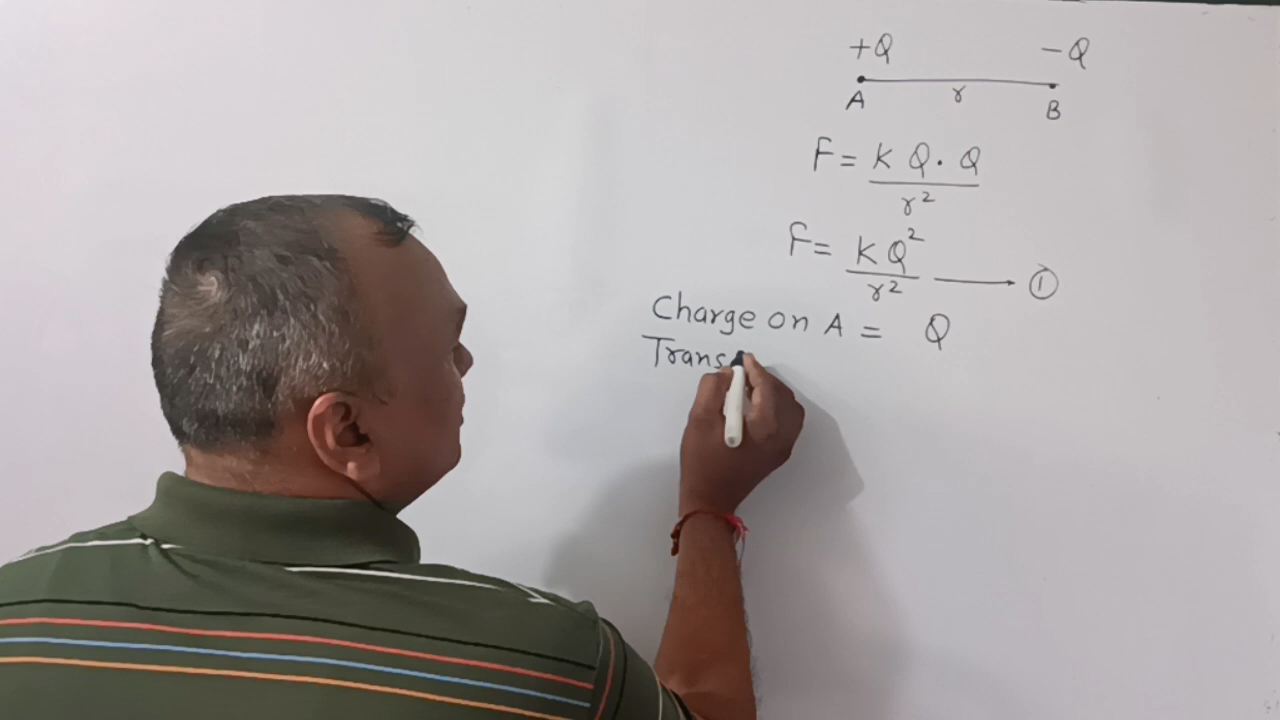 +Q -Q
A r B
F = K Q . Q
r²
F = K Q²
r² ⟶ ①
Charge on A = Q
Trans